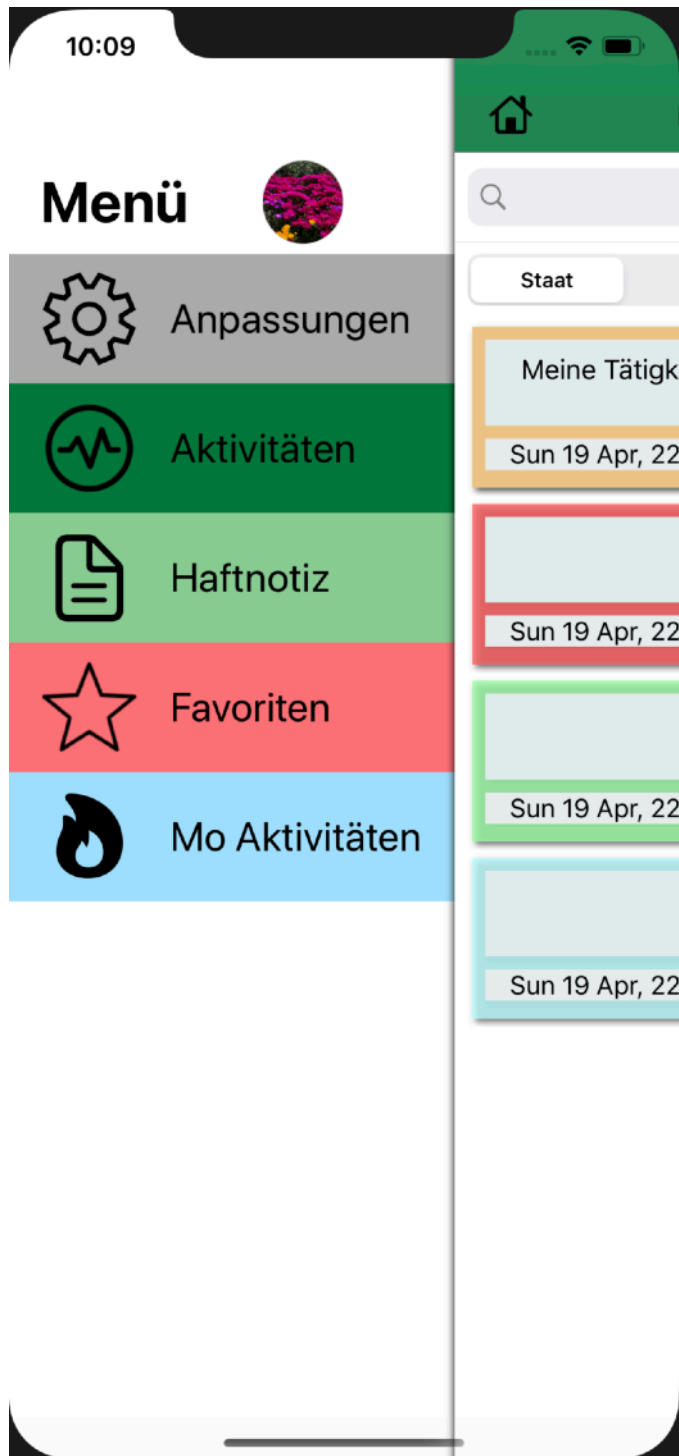 10:09
Menü
Anpassungen
Aktivitäten
Haftnotiz
Favoriten
Mo Aktivitäten
Staat
Meine Tätigk
Sun 19 Apr, 22
Sun 19 Apr, 22
Sun 19 Apr, 22
Sun 19 Apr, 22